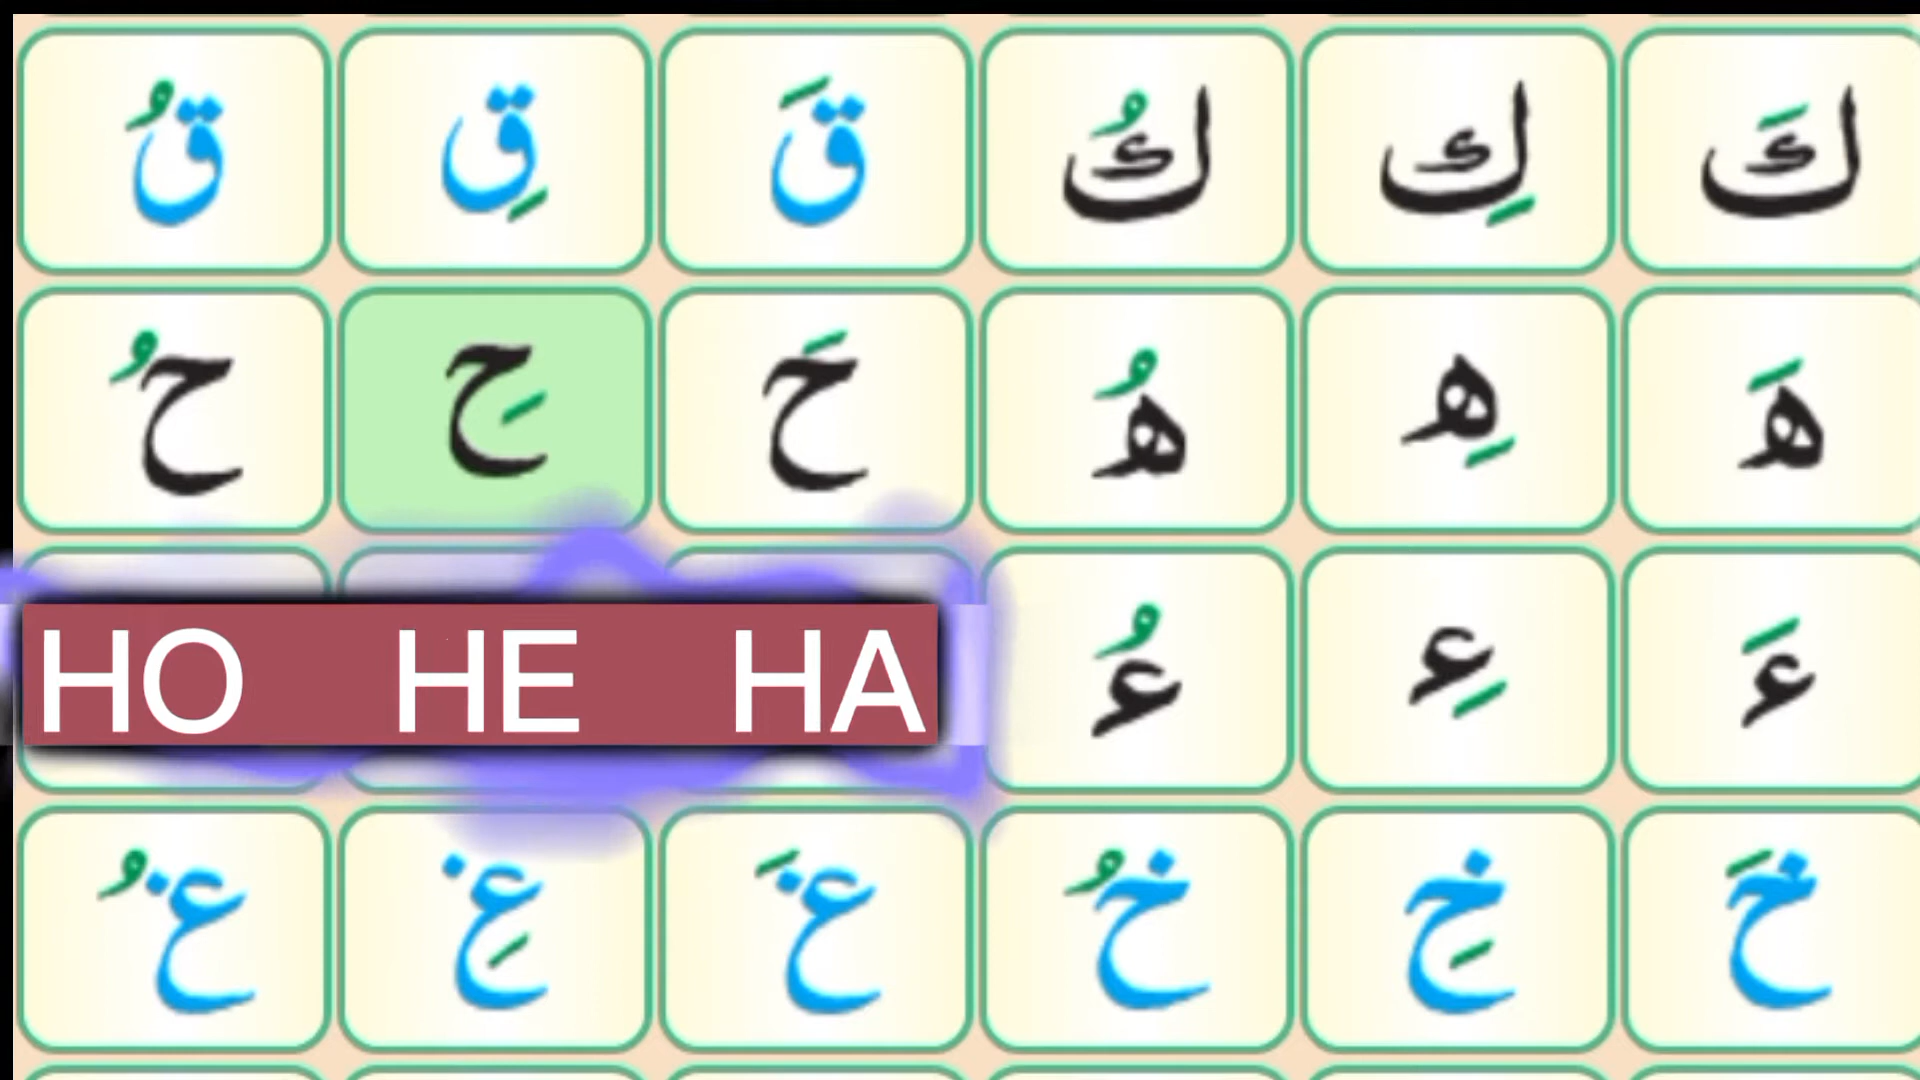 كَ كِ كُ قَ قِ قُ
هَ هِ هُ حَ حِ حُ
ءَ ءِ ءُ
HO HE HA
خَ خِ خُ غَ غِ غُ